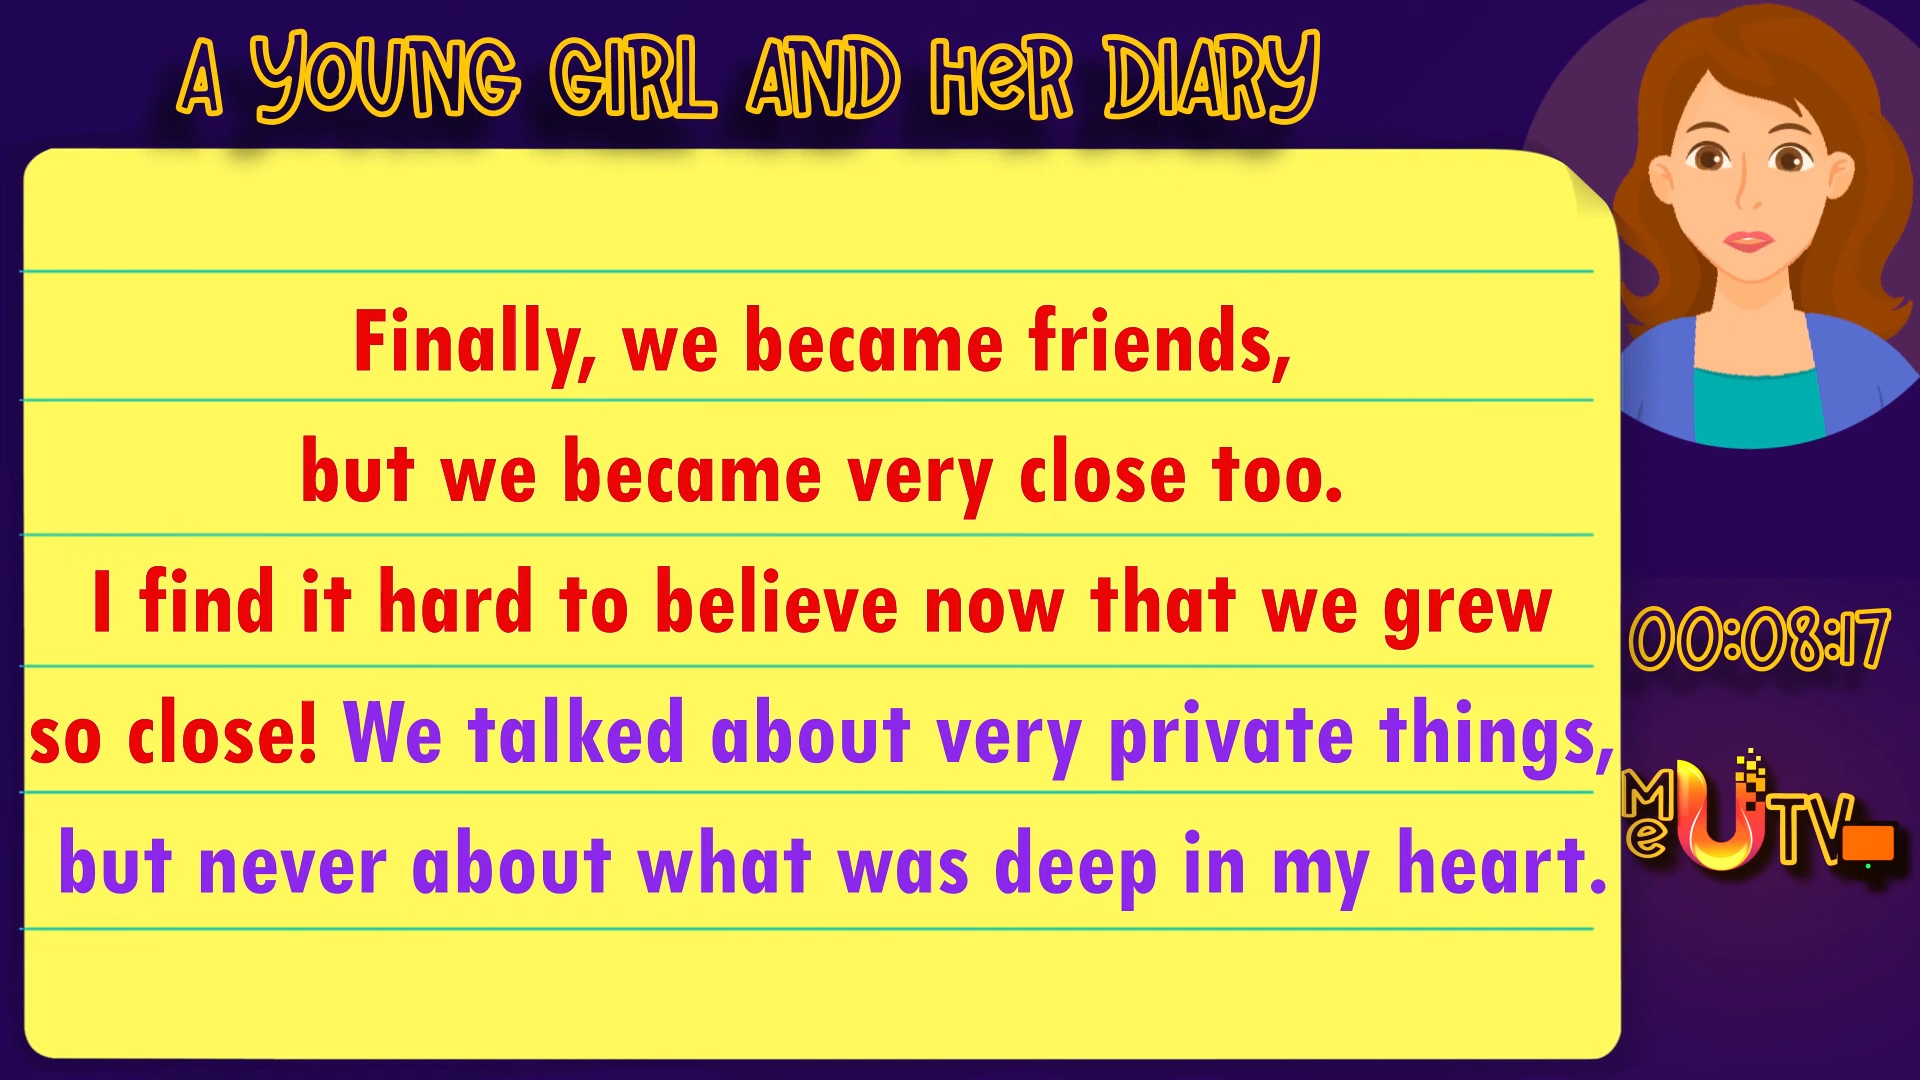 A YOUNG GIRL AND HeR DIARY
Finally, we became friends,
but we became very close too.
I find it hard to believe now that we grew
so close! We talked about very private things,
but never about what was deep in my heart.
00:08:17
Me U TV